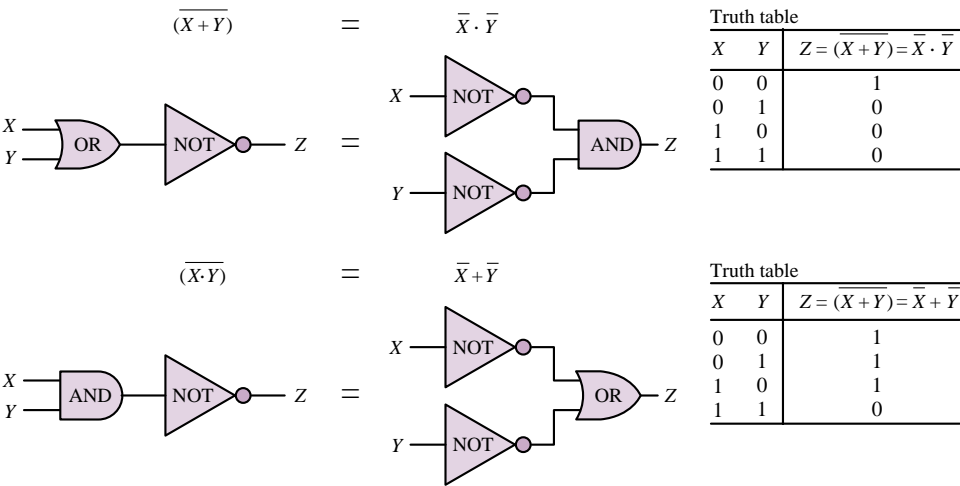 (X̅ ̅+̅ ̅Y̅) = X̅ · Y̅
X
Y
OR
NOT
Z
=
X
NOT
Y
NOT
AND
Z
Truth table
X Y Z = (X̅ ̅+̅ ̅Y̅) = X̅ · Y̅
0 0 1
0 1 0
1 0 0
1 1 0
(X̅·̅Y̅) = X̅ + Y̅
X
Y
AND
NOT
Z
=
X
NOT
Y
NOT
OR
Z
Truth table
X Y Z = (X̅ ̅+̅ ̅Y̅) = X̅ + Y̅
0 0 1
0 1 1
1 0 1
1 1 0